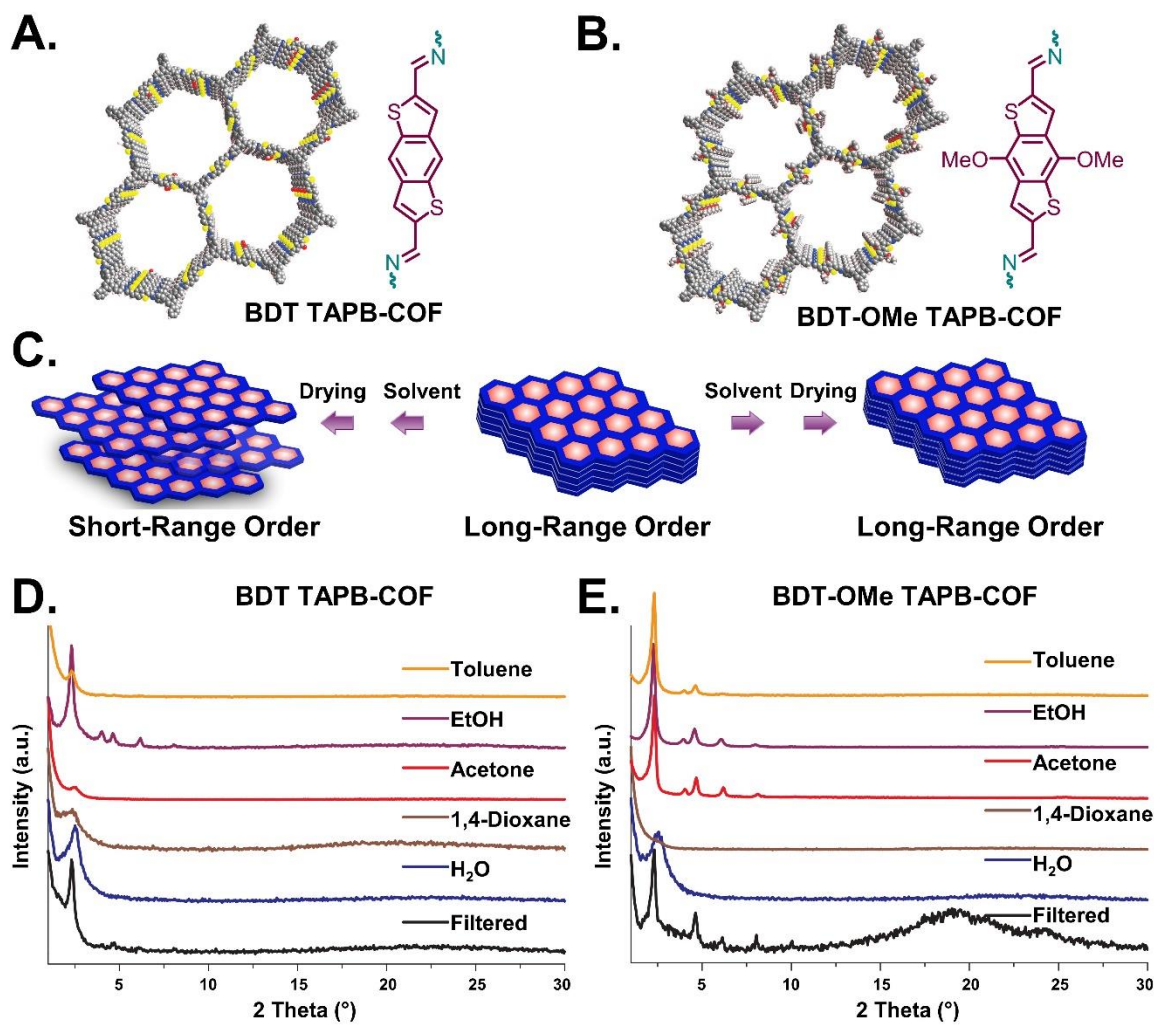 A.
N
S
S
N
BDT TAPB-COF
B.
N
S
MeO
OMe
S
N
BDT-OMe TAPB-COF
C.
Drying Solvent
Solvent Drying
Short-Range Order
Long-Range Order
Long-Range Order
D.
BDT TAPB-COF
Toluene
EtOH
Acetone
1,4-Dioxane
H₂O
Filtered
Intensity (a.u.)
5 10 15 20 25 30
2 Theta (°)
E.
BDT-OMe TAPB-COF
Toluene
EtOH
Acetone
1,4-Dioxane
H₂O
Filtered
Intensity (a.u.)
5 10 15 20 25 30
2 Theta (°)